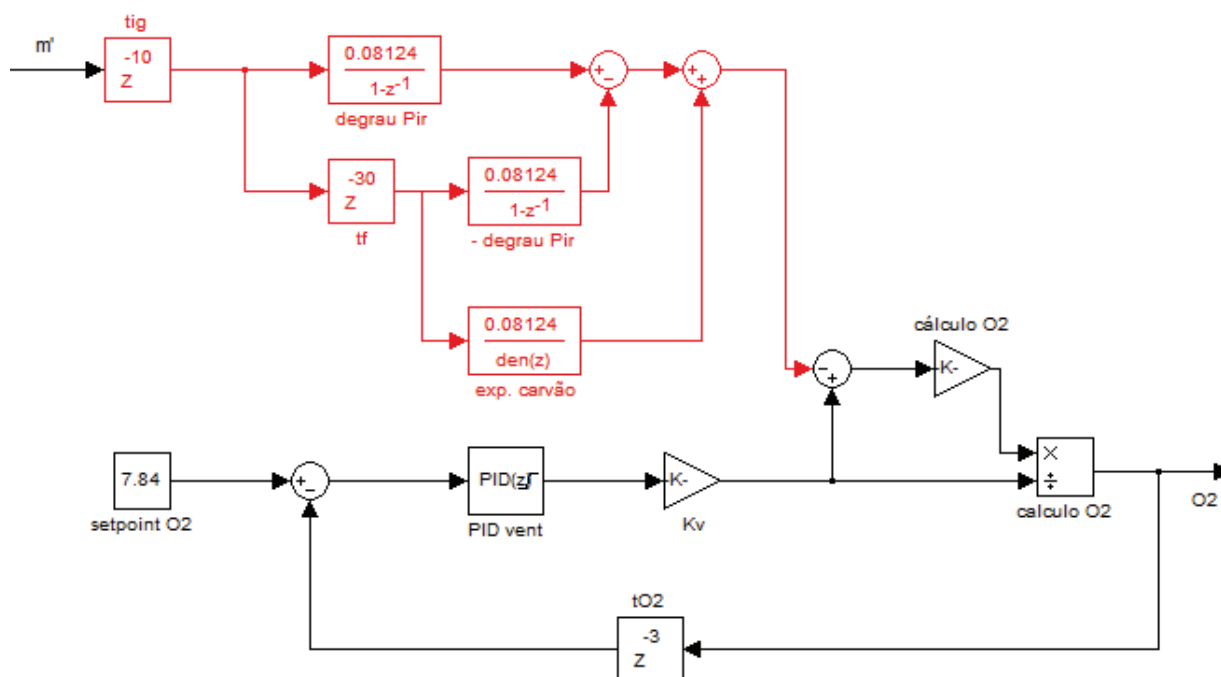 tig
m'
-10
Z
0.08124
1-z-1
degrau Pir
+
-
+
+
-30
Z
tf
0.08124
1-z-1
- degrau Pir
0.08124
den(z)
exp. carvão
cálculo O2
-
+
-K-
7.84
setpoint O2
+
-
PID(z)
PID vent
-K-
Kv
×
÷
calculo O2
O2
tO2
-3
Z